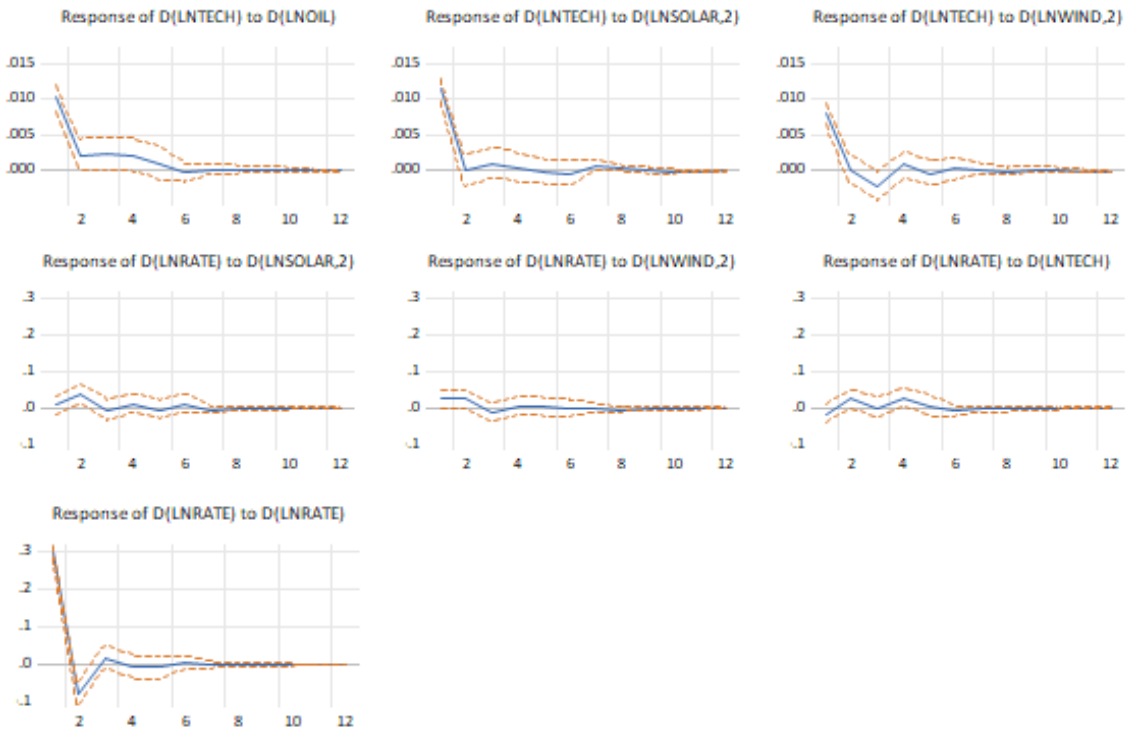 Response of D(LNTECH) to D(LNOIL)
.015
.010
.005
.000
2 4 6 8 10 12
Response of D(LNTECH) to D(LNSOLAR,2)
.015
.010
.005
.000
2 4 6 8 10 12
Response of D(LNTECH) to D(LNWIND,2)
.015
.010
.005
.000
2 4 6 8 10 12
Response of D(LNRATE) to D(LNSOLAR,2)
.3
.2
.1
.0
.1
2 4 6 8 10 12
Response of D(LNRATE) to D(LNWIND,2)
.3
.2
.1
.0
.1
2 4 6 8 10 12
Response of D(LNRATE) to D(LNTECH)
.3
.2
.1
.0
.1
2 4 6 8 10 12
Response of D(LNRATE) to D(LNRATE)
.3
.2
.1
.0
.1
2 4 6 8 10 12